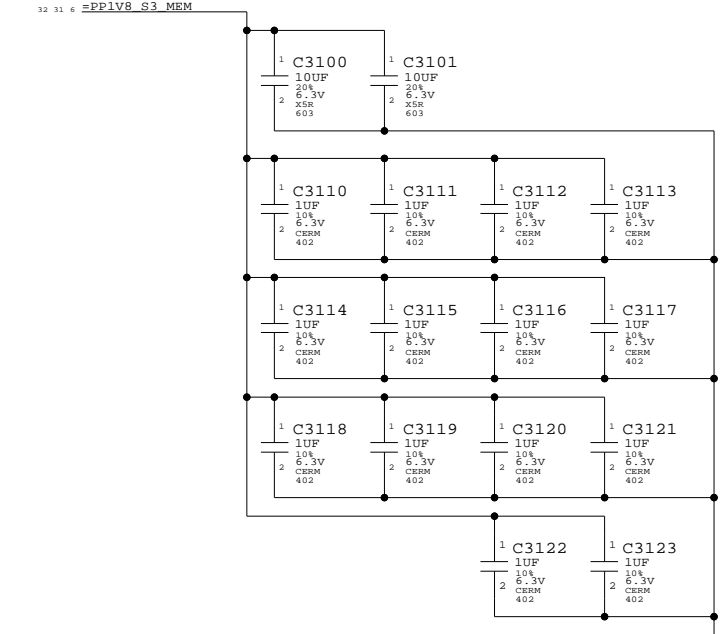 32 31 6 =PP1V8_S3_MEM
1 C3100 1 C3101
10UF 10UF
20% 20%
6.3V 6.3V
2 X5R 2 X5R
603 603
1 C3110 1 C3111 1 C3112 1 C3113
1UF 1UF 1UF 1UF
10% 10% 10% 10%
6.3V 6.3V 6.3V 6.3V
2 CERM 2 CERM 2 CERM 2 CERM
402 402 402 402
1 C3114 1 C3115 1 C3116 1 C3117
1UF 1UF 1UF 1UF
10% 10% 10% 10%
6.3V 6.3V 6.3V 6.3V
2 CERM 2 CERM 2 CERM 2 CERM
402 402 402 402
1 C3118 1 C3119 1 C3120 1 C3121
1UF 1UF 1UF 1UF
10% 10% 10% 10%
6.3V 6.3V 6.3V 6.3V
2 CERM 2 CERM 2 CERM 2 CERM
402 402 402 402
1 C3122 1 C3123
1UF 1UF
10% 10%
6.3V 6.3V
2 CERM 2 CERM
402 402